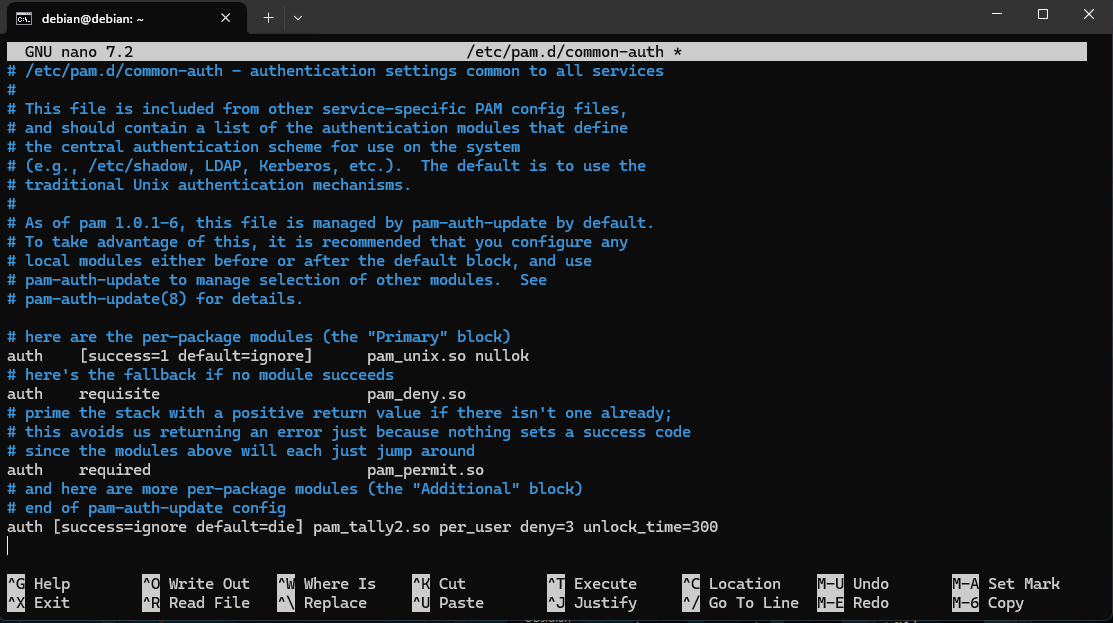 debian@debian: ~
GNU nano 7.2 /etc/pam.d/common-auth *
# /etc/pam.d/common-auth - authentication settings common to all services
#
# This file is included from other service-specific PAM config files,
# and should contain a list of the authentication modules that define
# the central authentication scheme for use on the system
# (e.g., /etc/shadow, LDAP, Kerberos, etc.).  The default is to use the
# traditional Unix authentication mechanisms.
#
# As of pam 1.0.1-6, this file is managed by pam-auth-update by default.
# To take advantage of this, it is recommended that you configure any
# local modules either before or after the default block, and use
# pam-auth-update to manage selection of other modules.  See
# pam-auth-update(8) for details.

# here are the per-package modules (the "Primary" block)
auth    [success=1 default=ignore]      pam_unix.so nullok
# here's the fallback if no module succeeds
auth    requisite                       pam_deny.so
# prime the stack with a positive return value if there isn't one already;
# this avoids us returning an error just because nothing sets a success code
# since the modules above will each just jump around
auth    required                        pam_permit.so
# and here are more per-package modules (the "Additional" block)
# end of pam-auth-update config
auth [success=ignore default=die] pam_tally2.so per_user deny=3 unlock_time=300
^G Help ^O Write Out ^W Where Is ^K Cut ^T Execute ^C Location M-U Undo M-A Set Mark
^X Exit ^R Read File ^\ Replace ^U Paste ^J Justify ^/ Go To Line M-E Redo M-6 Copy